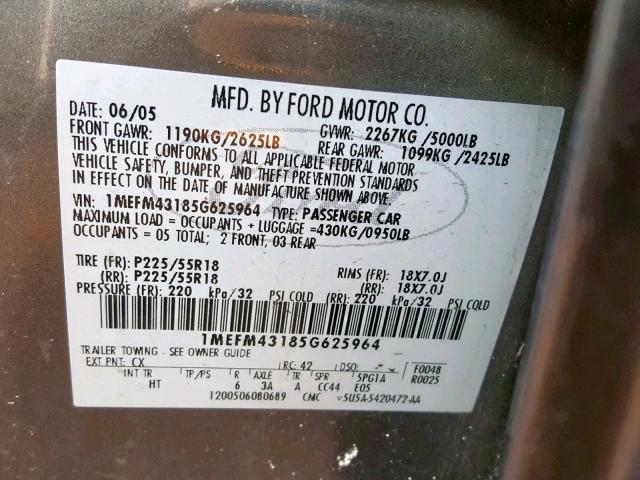 MFD. BY FORD MOTOR CO.
DATE: 06/05 GVWR: 2267KG /5000LB
FRONT GAWR: 1190KG/2625LB REAR GAWR: 1099KG /2425LB
THIS VEHICLE CONFORMS TO ALL APPLICABLE FEDERAL MOTOR
VEHICLE SAFETY, BUMPER, AND THEFT PREVENTION STANDARDS
IN EFFECT ON THE DATE OF MANUFACTURE SHOWN ABOVE.
VIN: 1MEFM43185G625964 TYPE: PASSENGER CAR
MAXIMUM LOAD = OCCUPANTS + LUGGAGE =430KG/0950LB
OCCUPANTS = 05 TOTAL; 2 FRONT, 03 REAR
TIRE (FR): P225/55R18 RIMS (FR): 18X7.0J
(RR): P225/55R18 (RR): 18X7.0J
PRESSURE (FR): 220 kPa/32 PSI COLD (RR): 220 kPa/32 PSI COLD
1MEFM43185G625964
TRAILER TOWING - SEE OWNER GUIDE
EXT PNT: CX RC: 42 DSO: F0048
INT TR TP/PS R AXLE TR SPR 5PG1A R0025
HT 6 3A A CC44 E05
1200506080689 CMC v5U5A-5420472-AA